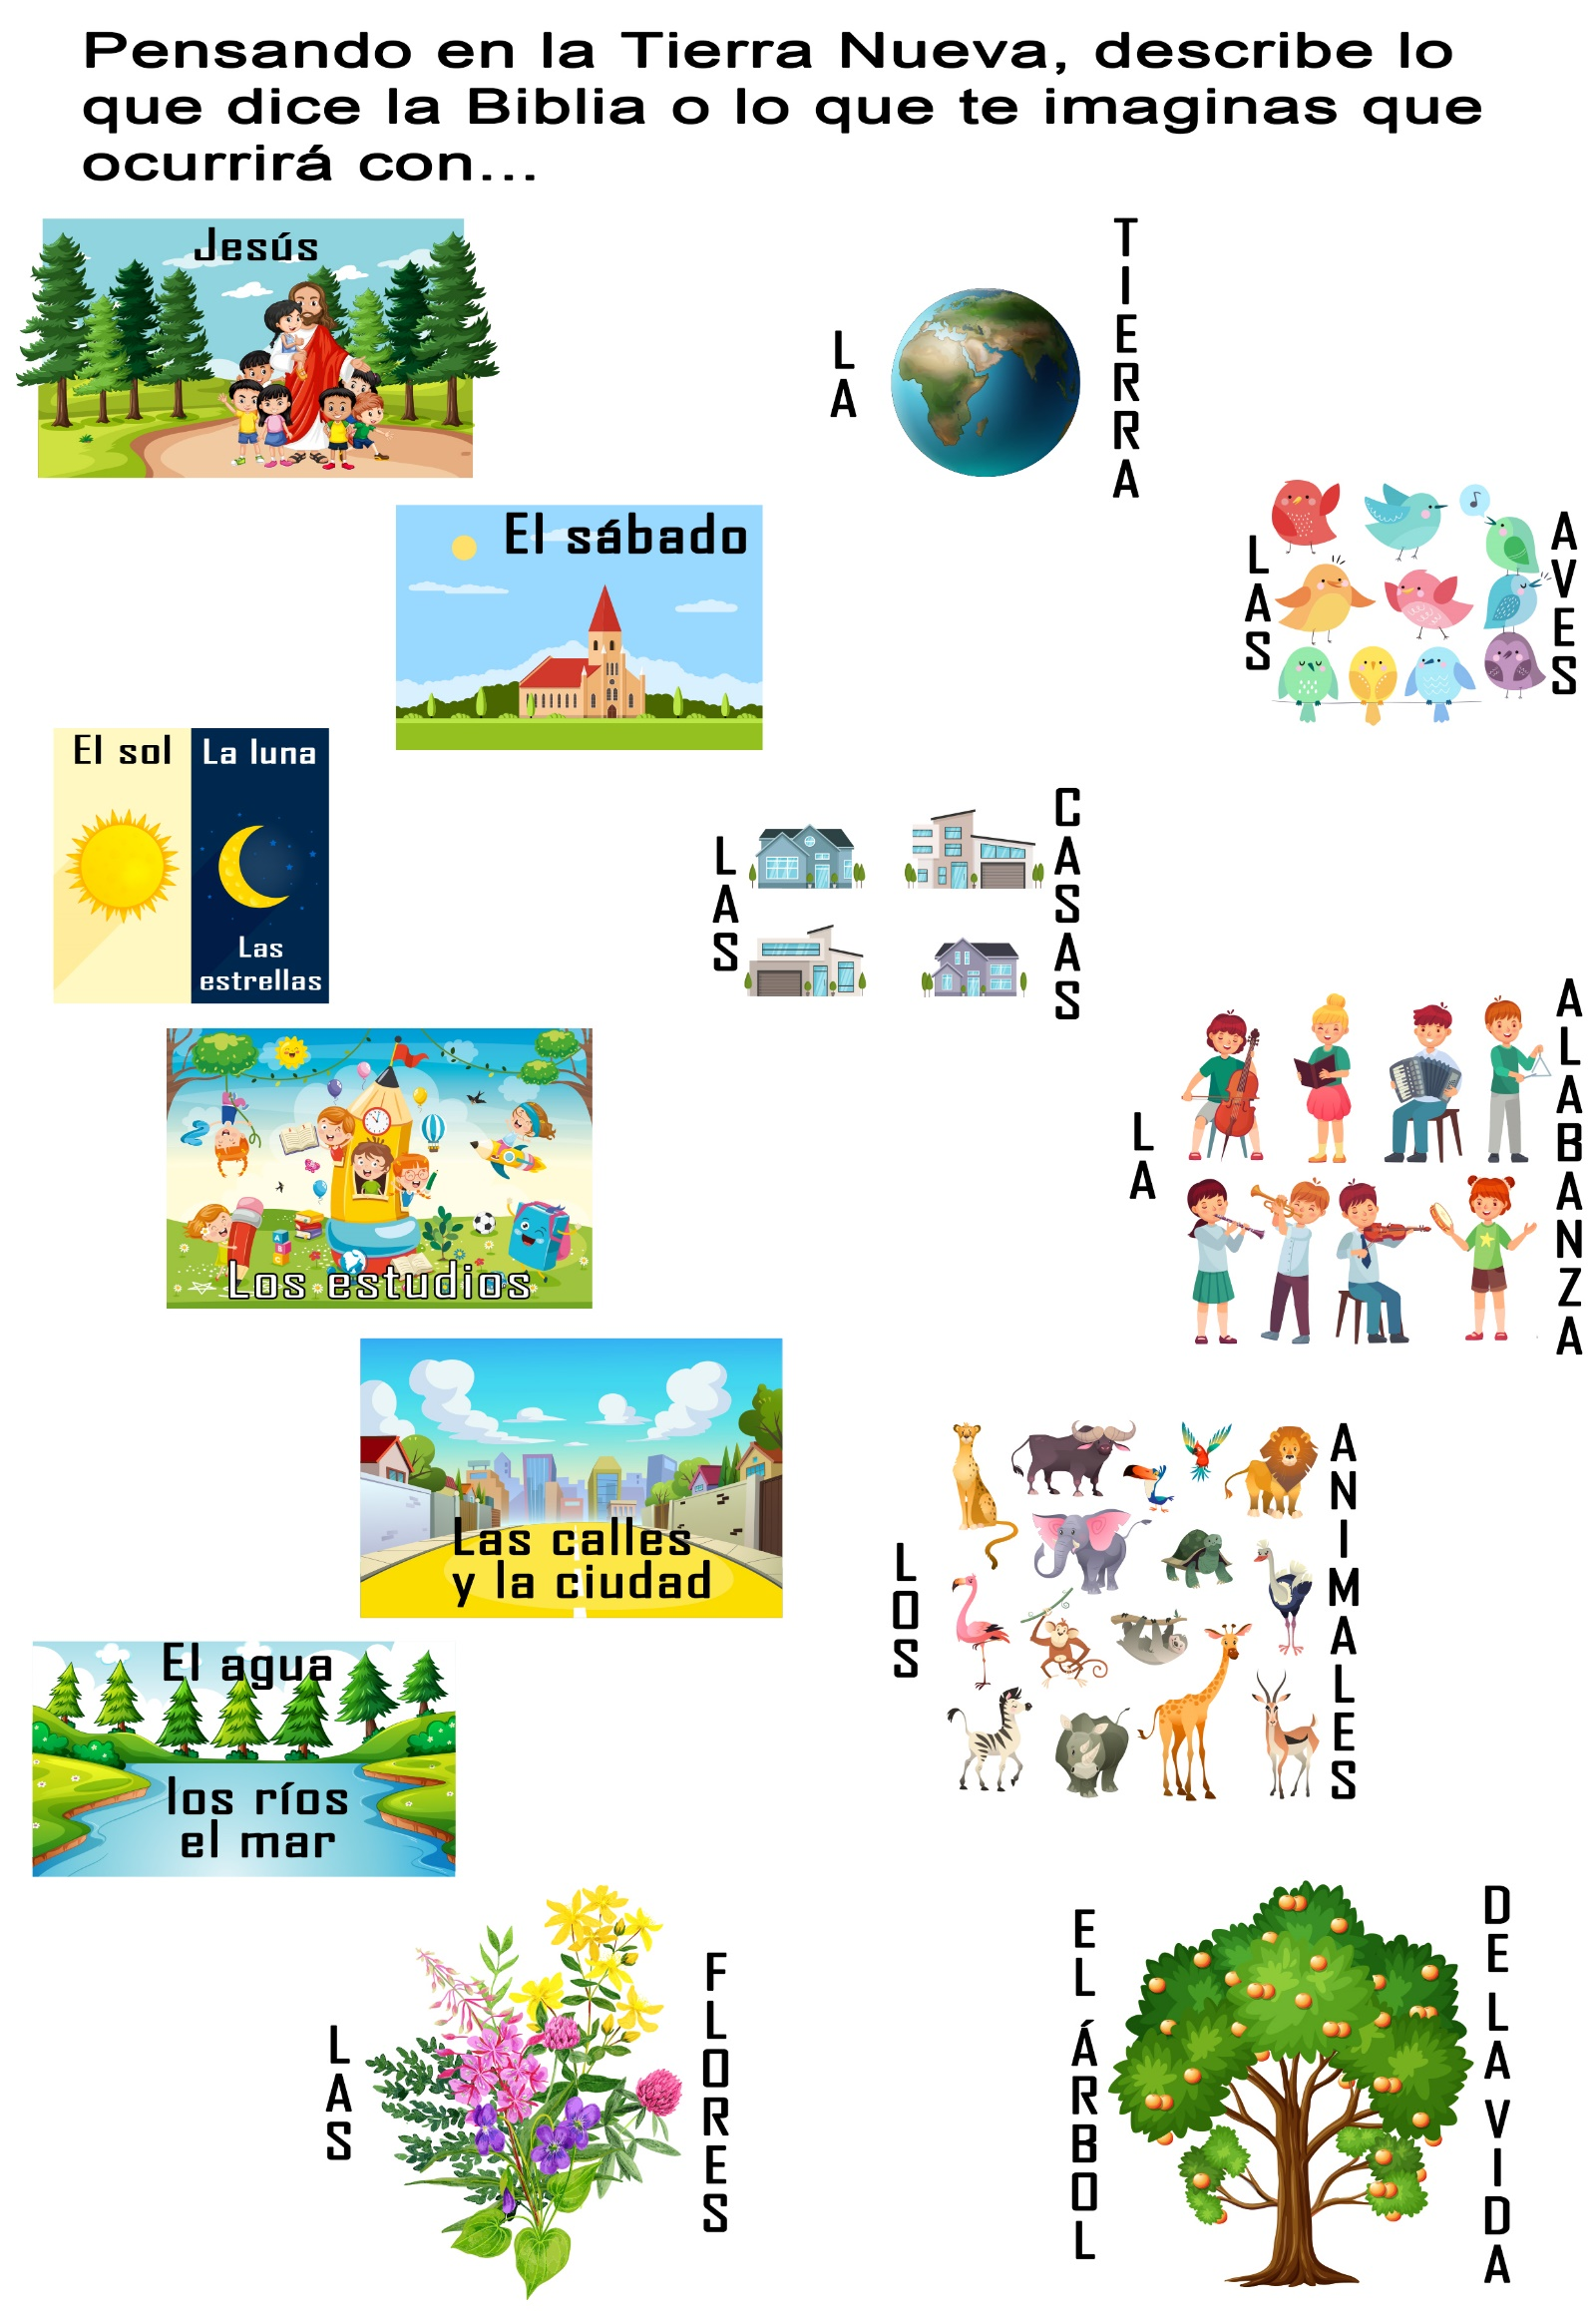 Pensando en la Tierra Nueva, describe lo
que dice la Biblia o lo que te imaginas que
ocurrirá con...
Jesús
LA
TIERRA
El sábado
LAS
AVES
El sol
La luna
Las
estrellas
LAS
CASAS
Los estudios
LA
ALABANZA
Las calles
y la ciudad
LOS
ANIMALES
El agua
los ríos
el mar
LAS
FLORES
EL ÁRBOL
DE LA VIDA